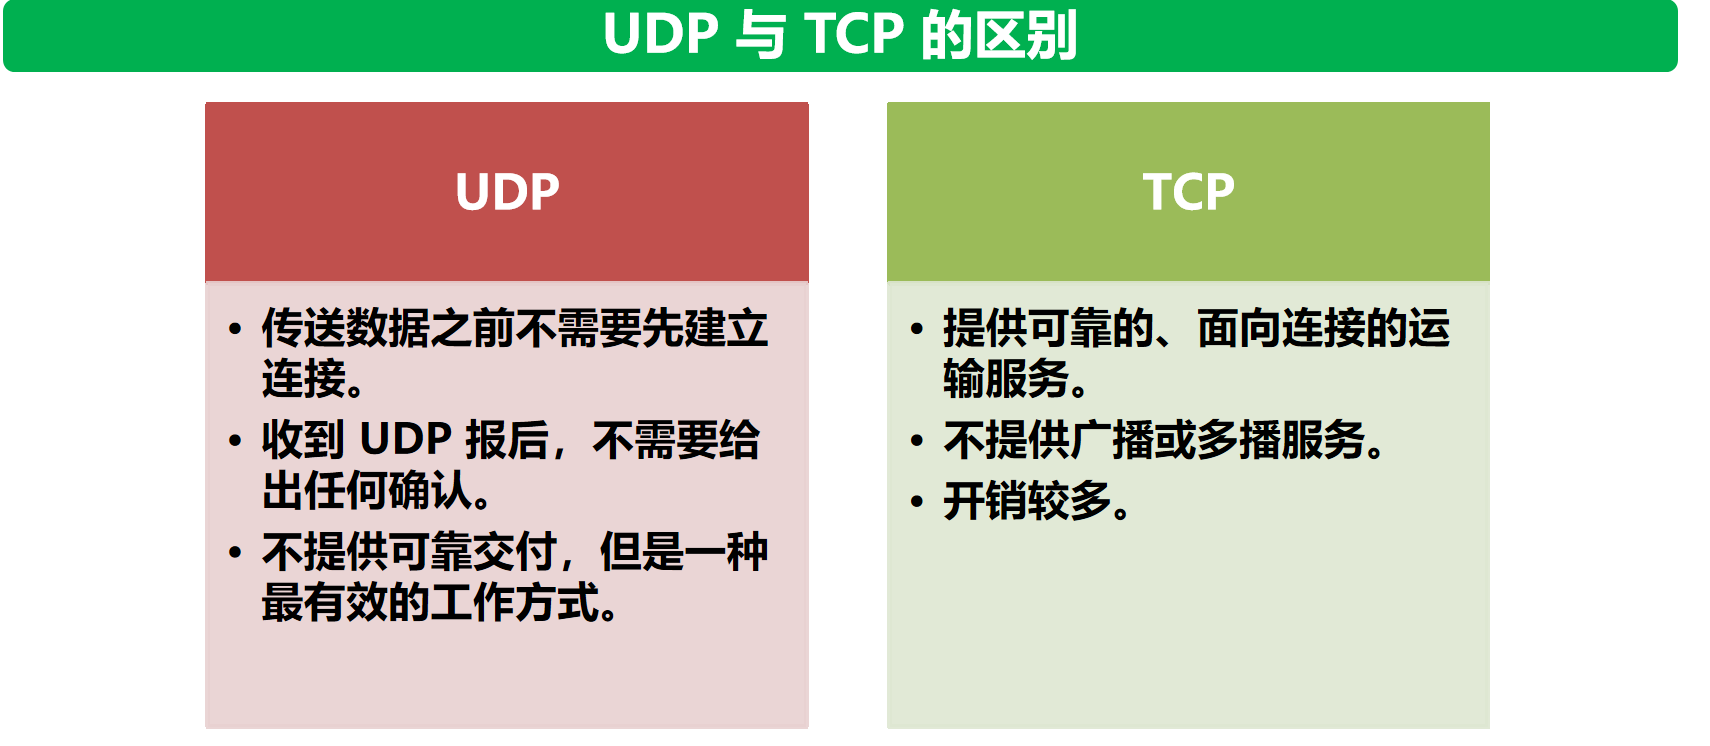 UDP 与 TCP 的区别
UDP
• 传送数据之前不需要先建立
连接。
• 收到 UDP 报后，不需要给
出任何确认。
• 不提供可靠交付，但是一种
最有效的工作方式。
TCP
• 提供可靠的、面向连接的运
输服务。
• 不提供广播或多播服务。
• 开销较多。